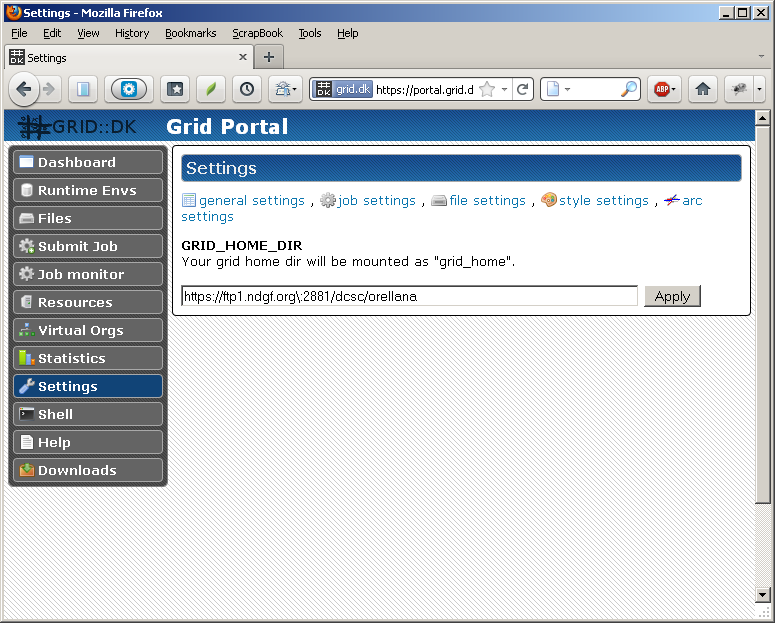 Settings - Mozilla Firefox
File Edit View History Bookmarks ScrapBook Tools Help
DK Settings
ABP
DK grid.dk https://portal.grid.d
GRID::DK Grid Portal
Dashboard
Runtime Envs
Files
Submit Job
Job monitor
Resources
Virtual Orgs
Statistics
Settings
Shell
Help
Downloads
Settings
general settings , job settings , file settings , style settings , arc
settings
GRID_HOME_DIR
Your grid home dir will be mounted as "grid_home".
https://ftp1.ndgf.org\:2881/dcsc/orellana Apply